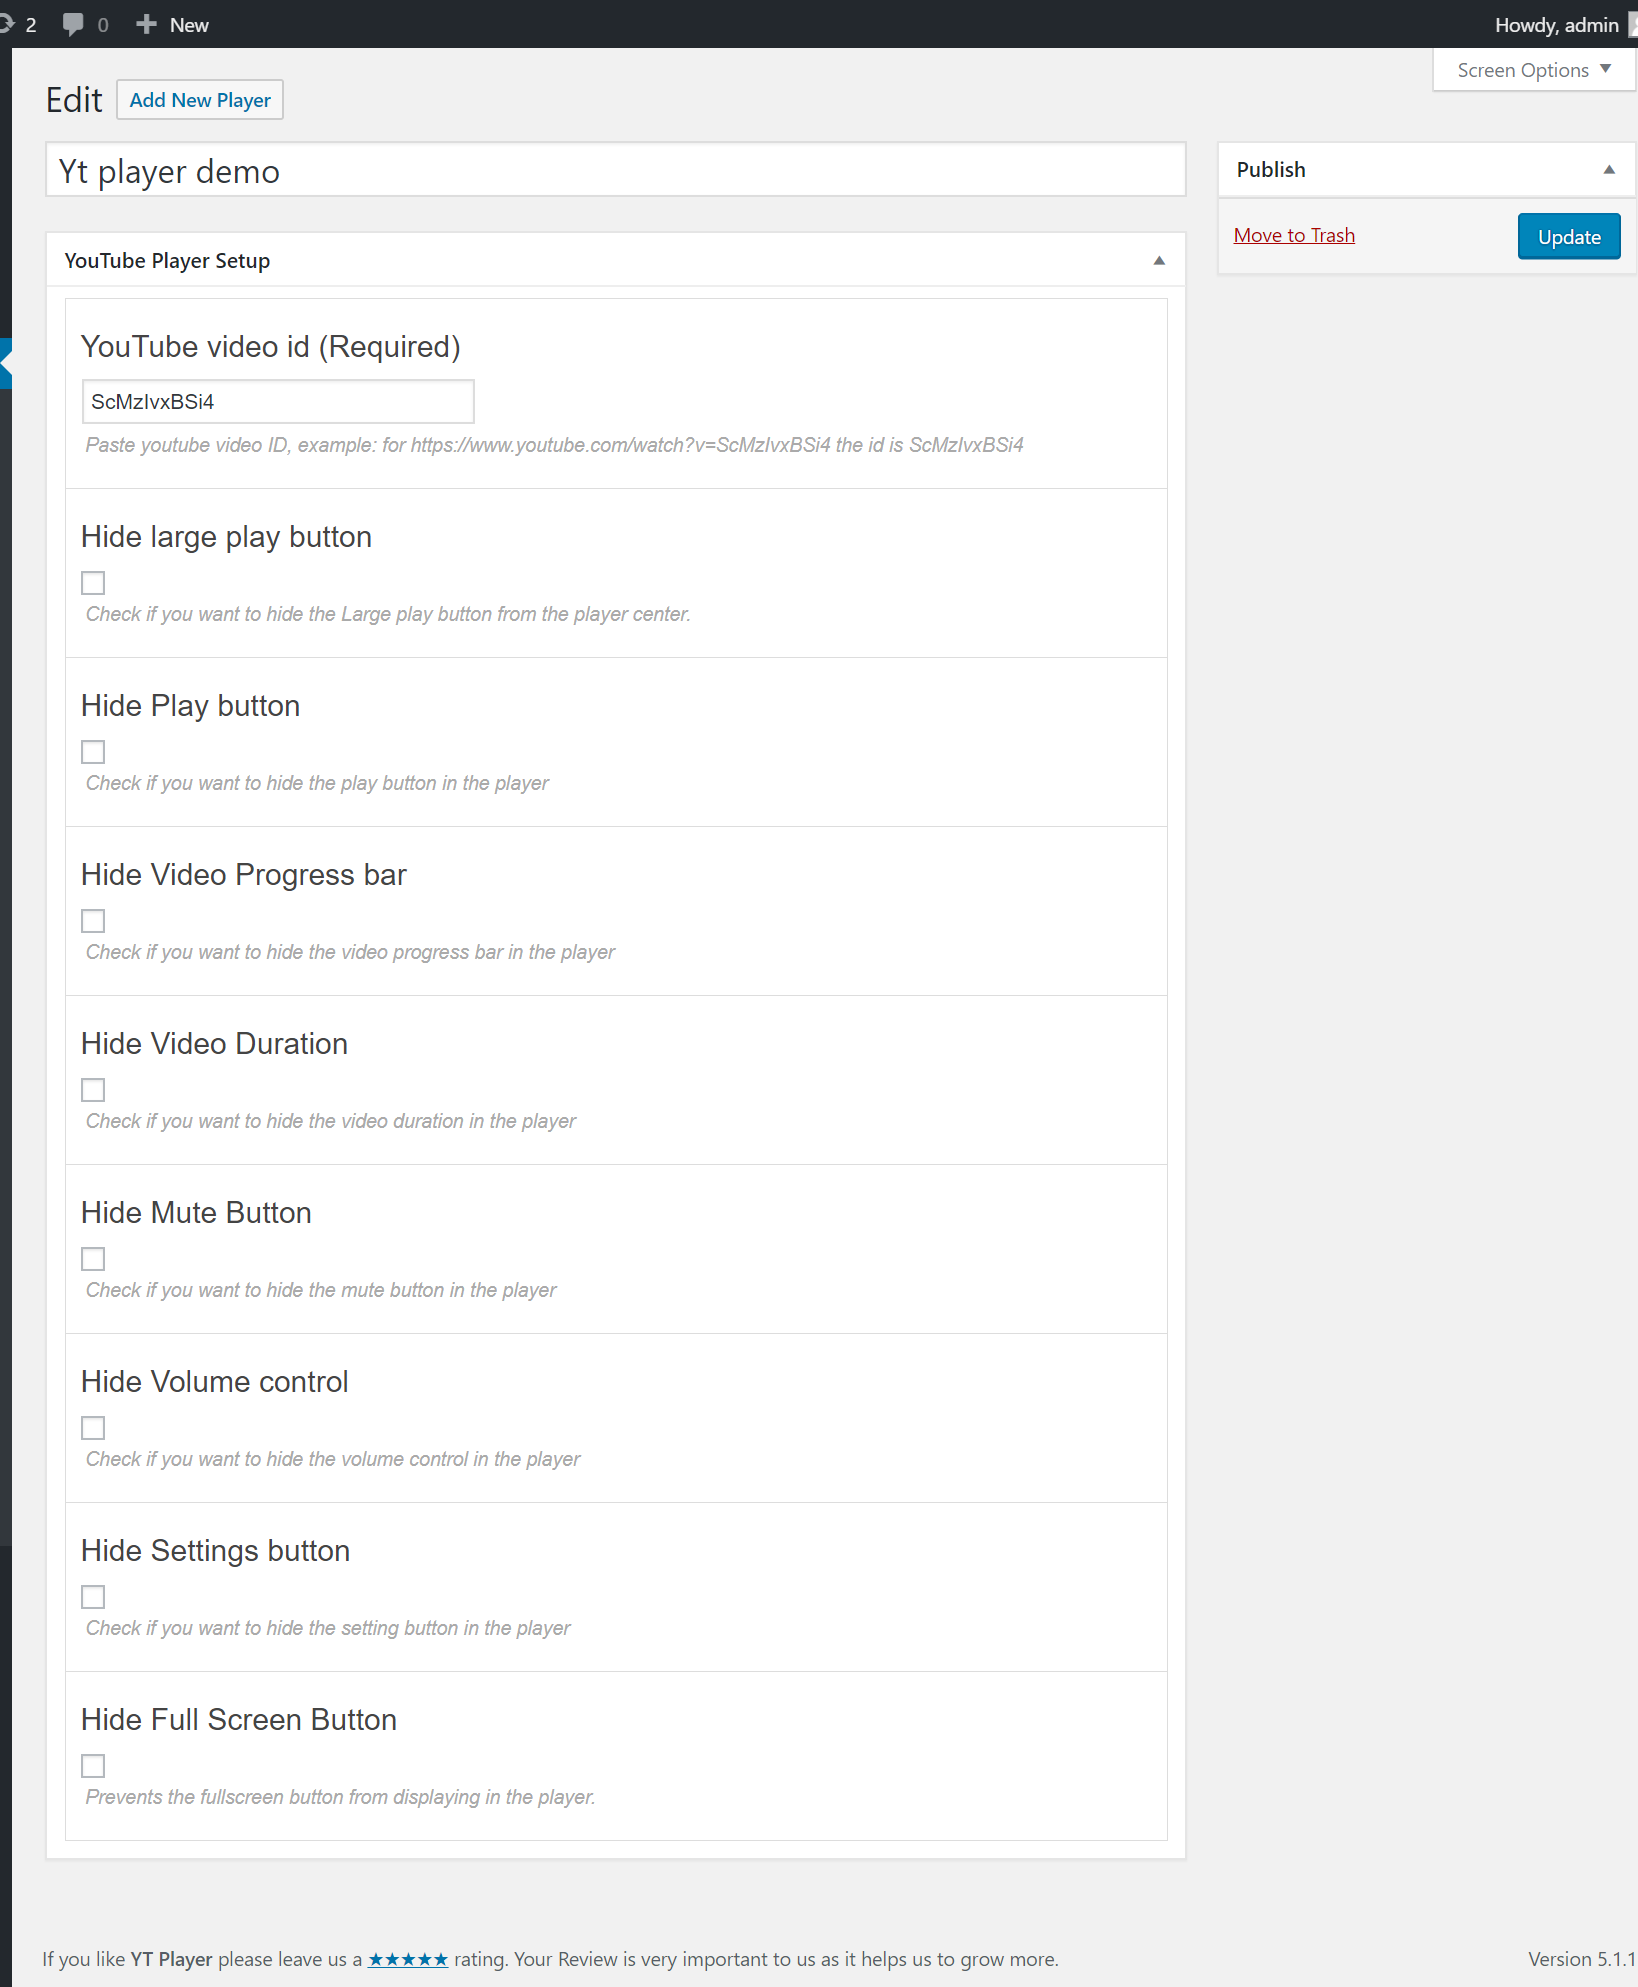 2 0 New Howdy, admin
Screen Options ▼
Edit Add New Player
Yt player demo
Publish
Move to Trash Update
YouTube Player Setup
YouTube video id (Required)
ScMzIvxBSi4
Paste youtube video ID, example: for https://www.youtube.com/watch?v=ScMzIvxBSi4 the id is ScMzIvxBSi4
Hide large play button
Check if you want to hide the Large play button from the player center.
Hide Play button
Check if you want to hide the play button in the player
Hide Video Progress bar
Check if you want to hide the video progress bar in the player
Hide Video Duration
Check if you want to hide the video duration in the player
Hide Mute Button
Check if you want to hide the mute button in the player
Hide Volume control
Check if you want to hide the volume control in the player
Hide Settings button
Check if you want to hide the setting button in the player
Hide Full Screen Button
Prevents the fullscreen button from displaying in the player.
If you like YT Player please leave us a ★★★★★ rating. Your Review is very important to us as it helps us to grow more. Version 5.1.1